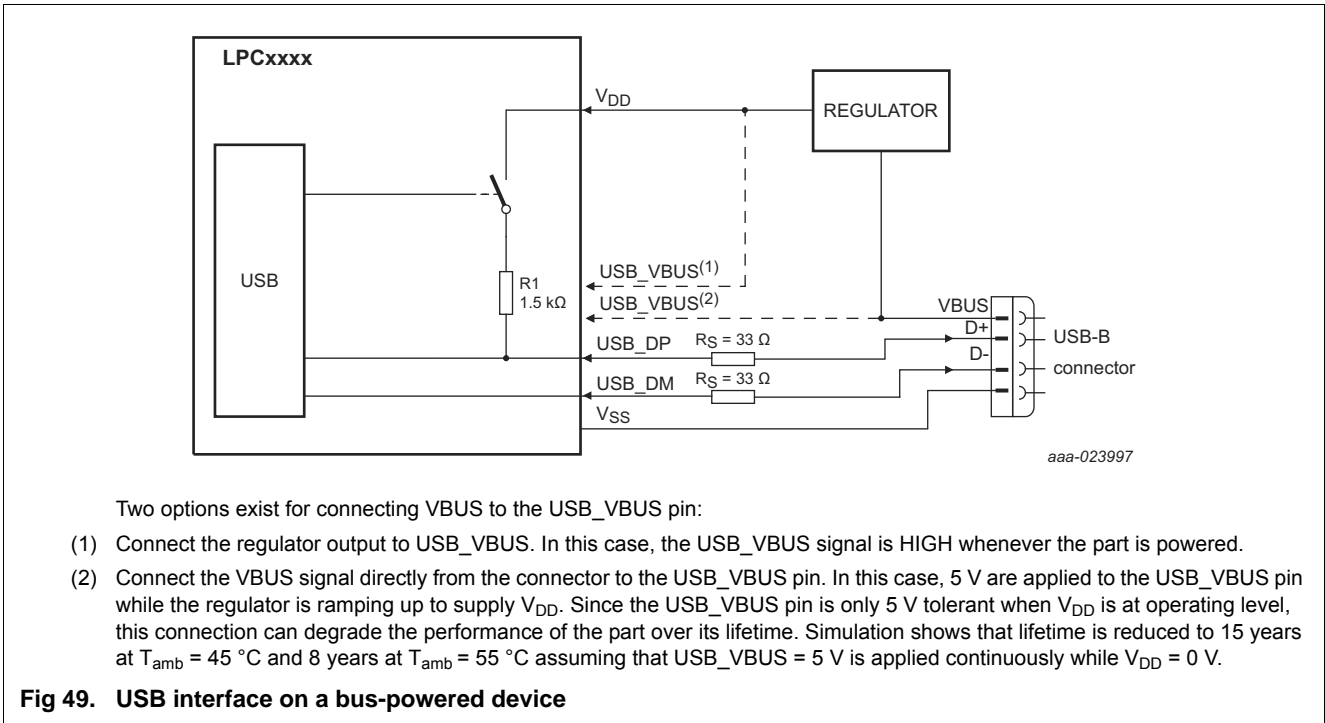 LPCxxxx
VDD
REGULATOR
USB
R1
1.5 kΩ
USB_VBUS(1)
USB_VBUS(2)
VBUS
D+
USB-B
USB_DP
RS = 33 Ω
D-
connector
USB_DM
RS = 33 Ω
VSS
aaa-023997
Two options exist for connecting VBUS to the USB_VBUS pin:
(1) Connect the regulator output to USB_VBUS. In this case, the USB_VBUS signal is HIGH whenever the part is powered.
(2) Connect the VBUS signal directly from the connector to the USB_VBUS pin. In this case, 5 V are applied to the USB_VBUS pin
while the regulator is ramping up to supply VDD. Since the USB_VBUS pin is only 5 V tolerant when VDD is at operating level,
this connection can degrade the performance of the part over its lifetime. Simulation shows that lifetime is reduced to 15 years
at Tamb = 45 °C and 8 years at Tamb = 55 °C assuming that USB_VBUS = 5 V is applied continuously while VDD = 0 V.
Fig 49. USB interface on a bus-powered device